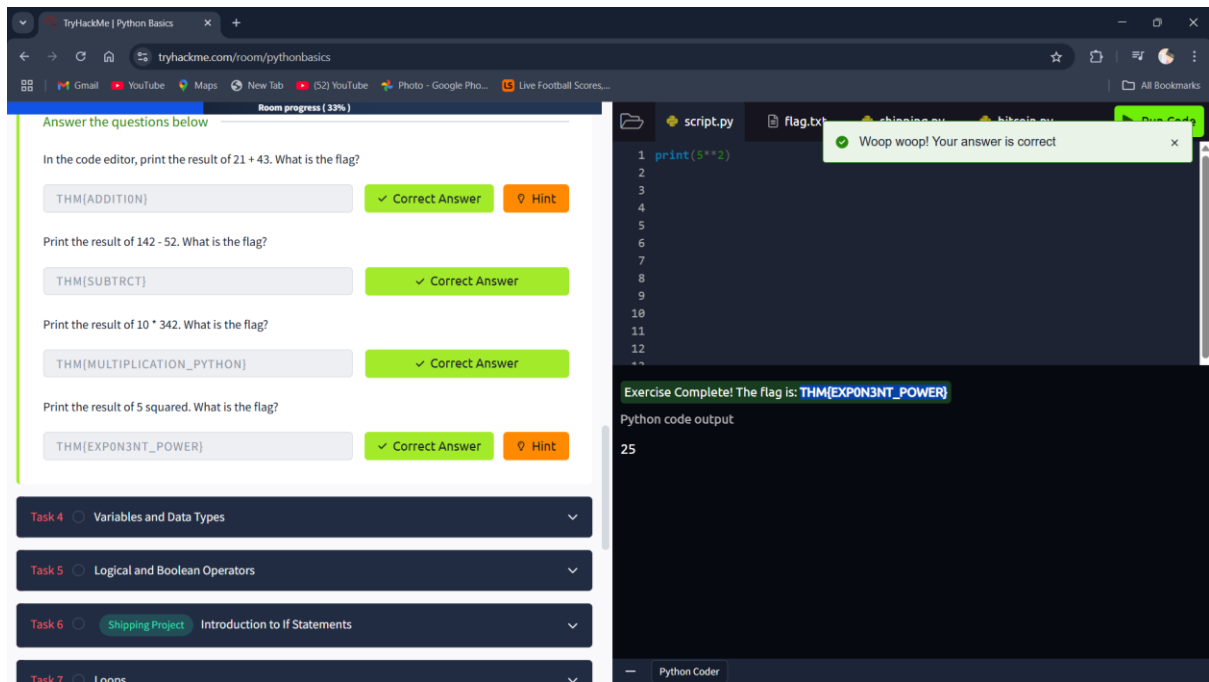 TryHackMe | Python Basics
tryhackme.com/room/pythonbasics
Gmail YouTube Maps New Tab (52) YouTube Photo - Google Pho... Live Football Scores,... All Bookmarks
Room progress ( 33% )
Answer the questions below
In the code editor, print the result of 21 + 43. What is the flag?
THM{ADDITI0N}
Correct Answer
Hint
Print the result of 142 - 52. What is the flag?
THM{SUBTRCT}
Correct Answer
Print the result of 10 * 342. What is the flag?
THM{MULTIPLICATION_PYTHON}
Correct Answer
Print the result of 5 squared. What is the flag?
THM{EXP0N3NT_POWER}
Correct Answer
Hint
Task 4 Variables and Data Types
Task 5 Logical and Boolean Operators
Task 6 Shipping Project Introduction to If Statements
Task 7 Loops
script.py flag.txt shipping.py bitcoin.py Run Code
Woop woop! Your answer is correct
1 print(5**2)
2
3
4
5
6
7
8
9
10
11
12
13
Exercise Complete! The flag is: THM{EXP0N3NT_POWER}
Python code output
25
Python Coder